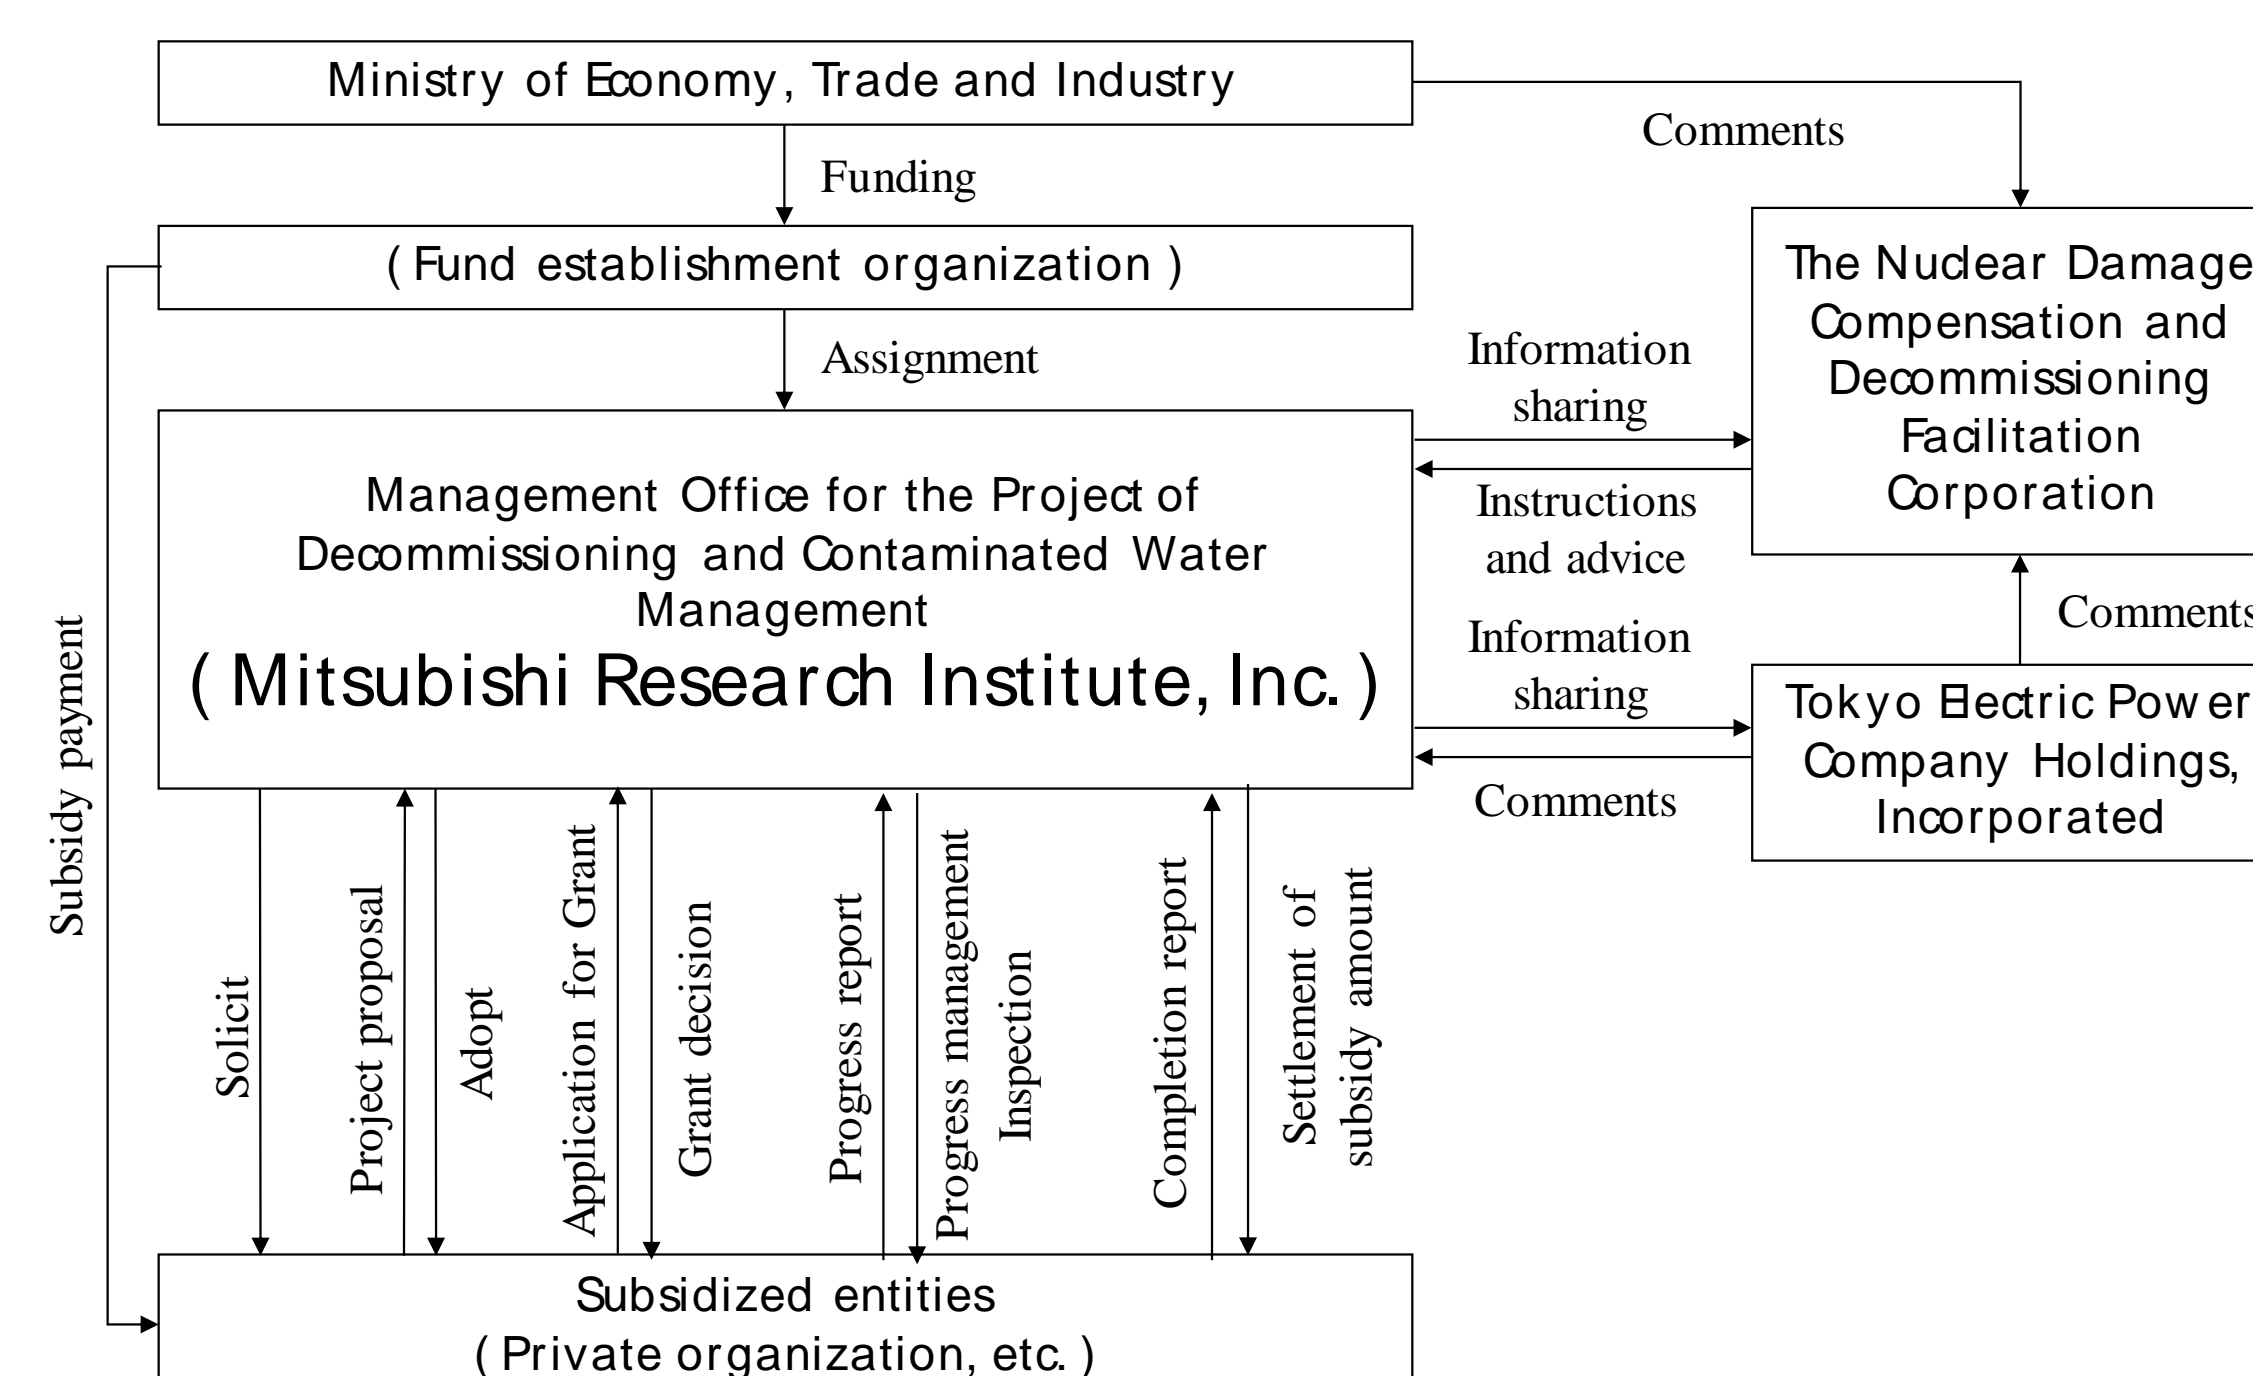 Ministry of Economy, Trade and Industry
Comments
Funding
( Fund establishment organization )
The Nuclear Damage
Compensation and
Decommissioning
Facilitation
Corporation
Assignment
Information
sharing
Management Office for the Project of
Decommissioning and Contaminated Water
Management
( Mitsubishi Research Institute, Inc. )
Instructions
and advice
Comments
Information
sharing
Tokyo Electric Power
Company Holdings,
Incorporated
Comments
Subsidy payment
Solicit
Project proposal
Adopt
Application for Grant
Grant decision
Progress report
Progress management
Inspection
Completion report
Settlement of
subsidy amount
Subsidized entities
( Private organization, etc. )